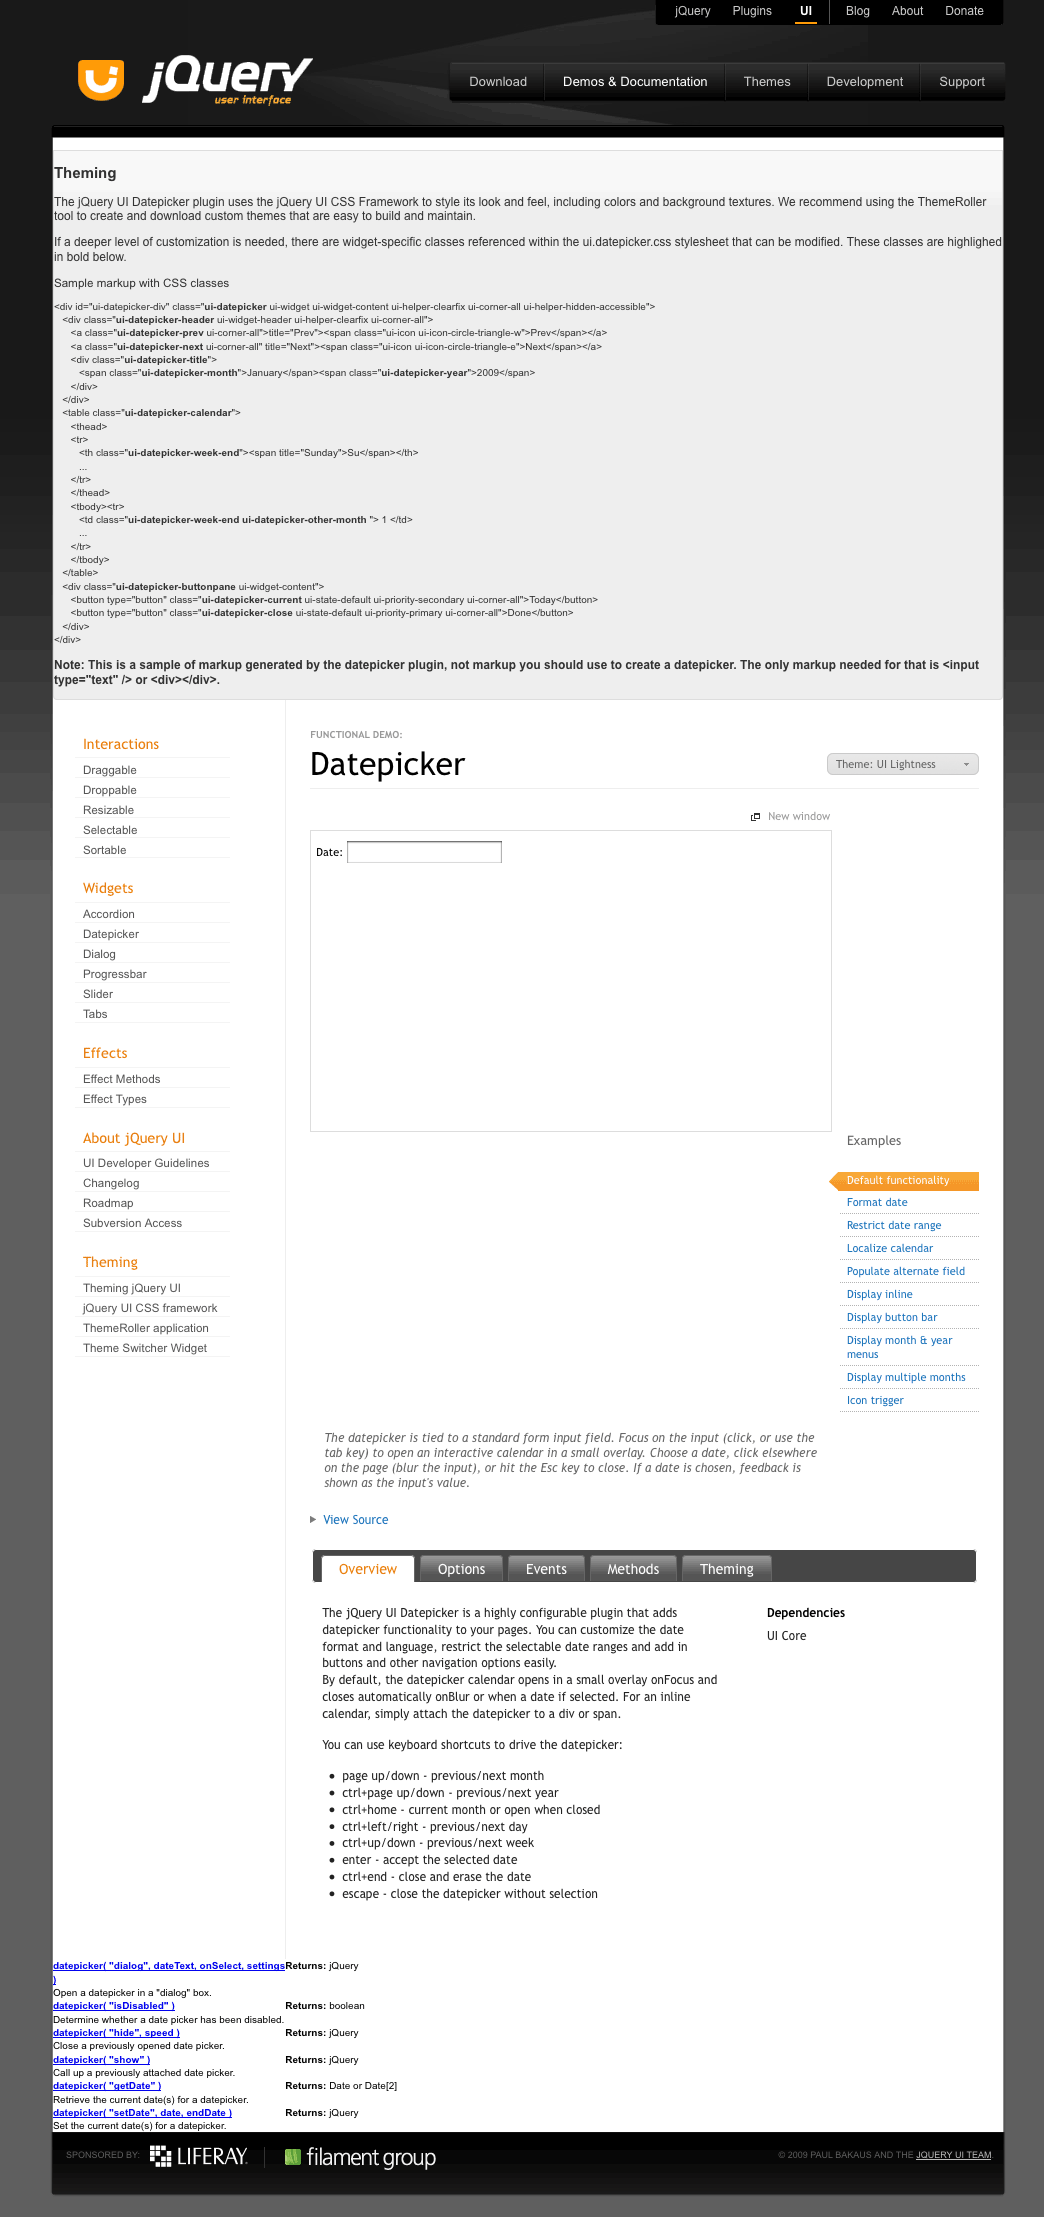 jQuery Plugins UI Blog About Donate
jQuery
user interface
Download Demos & Documentation Themes Development Support
Theming
The jQuery UI Datepicker plugin uses the jQuery UI CSS Framework to style its look and feel, including colors and background textures. We recommend using the ThemeRoller
tool to create and download custom themes that are easy to build and maintain.
If a deeper level of customization is needed, there are widget-specific classes referenced within the ui.datepicker.css stylesheet that can be modified. These classes are highlighed
in bold below.
Sample markup with CSS classes
<div id="ui-datepicker-div" class="ui-datepicker ui-widget ui-widget-content ui-helper-clearfix ui-corner-all ui-helper-hidden-accessible">
<div class="ui-datepicker-header ui-widget-header ui-helper-clearfix ui-corner-all">
<a class="ui-datepicker-prev ui-corner-all">title="Prev"><span class="ui-icon ui-icon-circle-triangle-w">Prev</span></a>
<a class="ui-datepicker-next ui-corner-all" title="Next"><span class="ui-icon ui-icon-circle-triangle-e">Next</span></a>
<div class="ui-datepicker-title">
<span class="ui-datepicker-month">January</span><span class="ui-datepicker-year">2009</span>
</div>
</div>
<table class="ui-datepicker-calendar">
<thead>
<tr>
<th class="ui-datepicker-week-end"><span title="Sunday">Su</span></th>
...
</tr>
</thead>
<tbody><tr>
<td class="ui-datepicker-week-end ui-datepicker-other-month "> 1 </td>
...
</tr>
</tbody>
</table>
<div class="ui-datepicker-buttonpane ui-widget-content">
<button type="button" class="ui-datepicker-current ui-state-default ui-priority-secondary ui-corner-all">Today</button>
<button type="button" class="ui-datepicker-close ui-state-default ui-priority-primary ui-corner-all">Done</button>
</div>
</div>
Note: This is a sample of markup generated by the datepicker plugin, not markup you should use to create a datepicker. The only markup needed for that is <input
type="text" /> or <div></div>.
Interactions
Draggable
Droppable
Resizable
Selectable
Sortable
Widgets
Accordion
Datepicker
Dialog
Progressbar
Slider
Tabs
Effects
Effect Methods
Effect Types
About jQuery UI
UI Developer Guidelines
Changelog
Roadmap
Subversion Access
Theming
Theming jQuery UI
jQuery UI CSS framework
ThemeRoller application
Theme Switcher Widget
FUNCTIONAL DEMO:
Datepicker
Theme: UI Lightness
New window
Date:
Examples
Default functionality
Format date
Restrict date range
Localize calendar
Populate alternate field
Display inline
Display button bar
Display month & year
menus
Display multiple months
Icon trigger
The datepicker is tied to a standard form input field. Focus on the input (click, or use the
tab key) to open an interactive calendar in a small overlay. Choose a date, click elsewhere
on the page (blur the input), or hit the Esc key to close. If a date is chosen, feedback is
shown as the input's value.
View Source
Overview Options Events Methods Theming
The jQuery UI Datepicker is a highly configurable plugin that adds
datepicker functionality to your pages. You can customize the date
format and language, restrict the selectable date ranges and add in
buttons and other navigation options easily.
By default, the datepicker calendar opens in a small overlay onFocus and
closes automatically onBlur or when a date if selected. For an inline
calendar, simply attach the datepicker to a div or span.
You can use keyboard shortcuts to drive the datepicker:
• page up/down - previous/next month
• ctrl+page up/down - previous/next year
• ctrl+home - current month or open when closed
• ctrl+left/right - previous/next day
• ctrl+up/down - previous/next week
• enter - accept the selected date
• ctrl+end - close and erase the date
• escape - close the datepicker without selection
Dependencies
UI Core
datepicker( "dialog", dateText, onSelect, settings Returns: jQuery
)
Open a datepicker in a "dialog" box.
datepicker( "isDisabled" ) Returns: boolean
Determine whether a date picker has been disabled.
datepicker( "hide", speed ) Returns: jQuery
Close a previously opened date picker.
datepicker( "show" ) Returns: jQuery
Call up a previously attached date picker.
datepicker( "getDate" ) Returns: Date or Date[2]
Retrieve the current date(s) for a datepicker.
datepicker( "setDate", date, endDate ) Returns: jQuery
Set the current date(s) for a datepicker.
SPONSORED BY: LIFERAY. filament group © 2009 PAUL BAKAUS AND THE JQUERY UI TEAM.